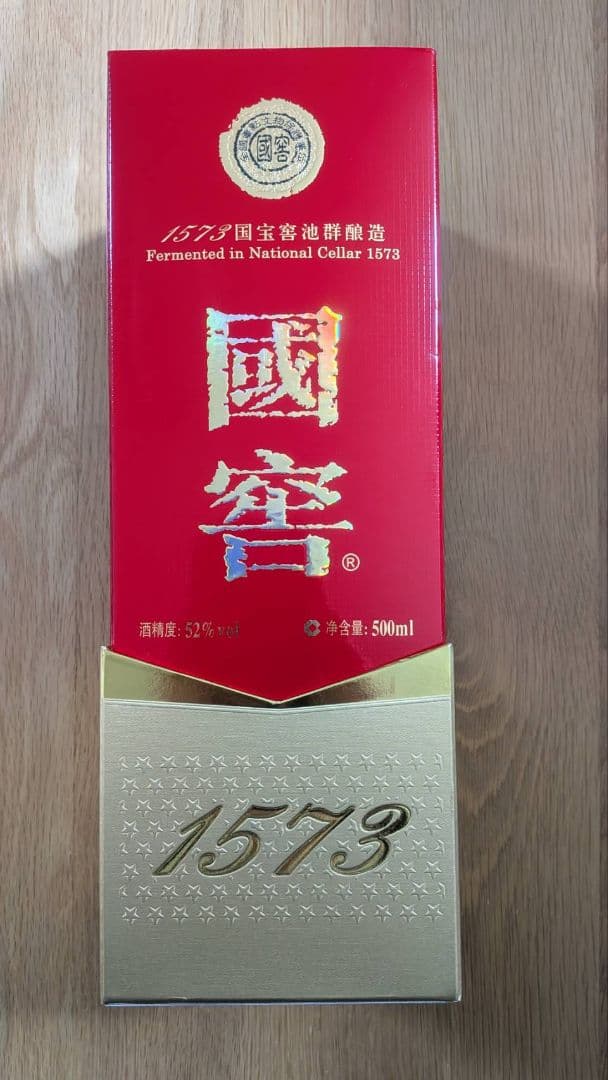 國窖
1573国宝窖池群酿造
Fermented in National Cellar 1573
國
窖
®
酒精度: 52%vol 净含量: 500ml
1573